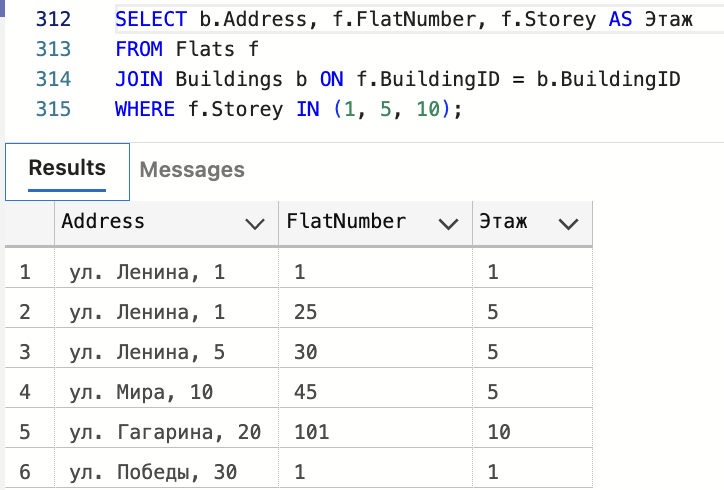 312 SELECT b.Address, f.FlatNumber, f.Storey AS Этаж
313 FROM Flats f
314 JOIN Buildings b ON f.BuildingID = b.BuildingID
315 WHERE f.Storey IN (1, 5, 10);
Results Messages
Address FlatNumber Этаж
1 ул. Ленина, 1 1 1
2 ул. Ленина, 1 25 5
3 ул. Ленина, 5 30 5
4 ул. Мира, 10 45 5
5 ул. Гагарина, 20 101 10
6 ул. Победы, 30 1 1